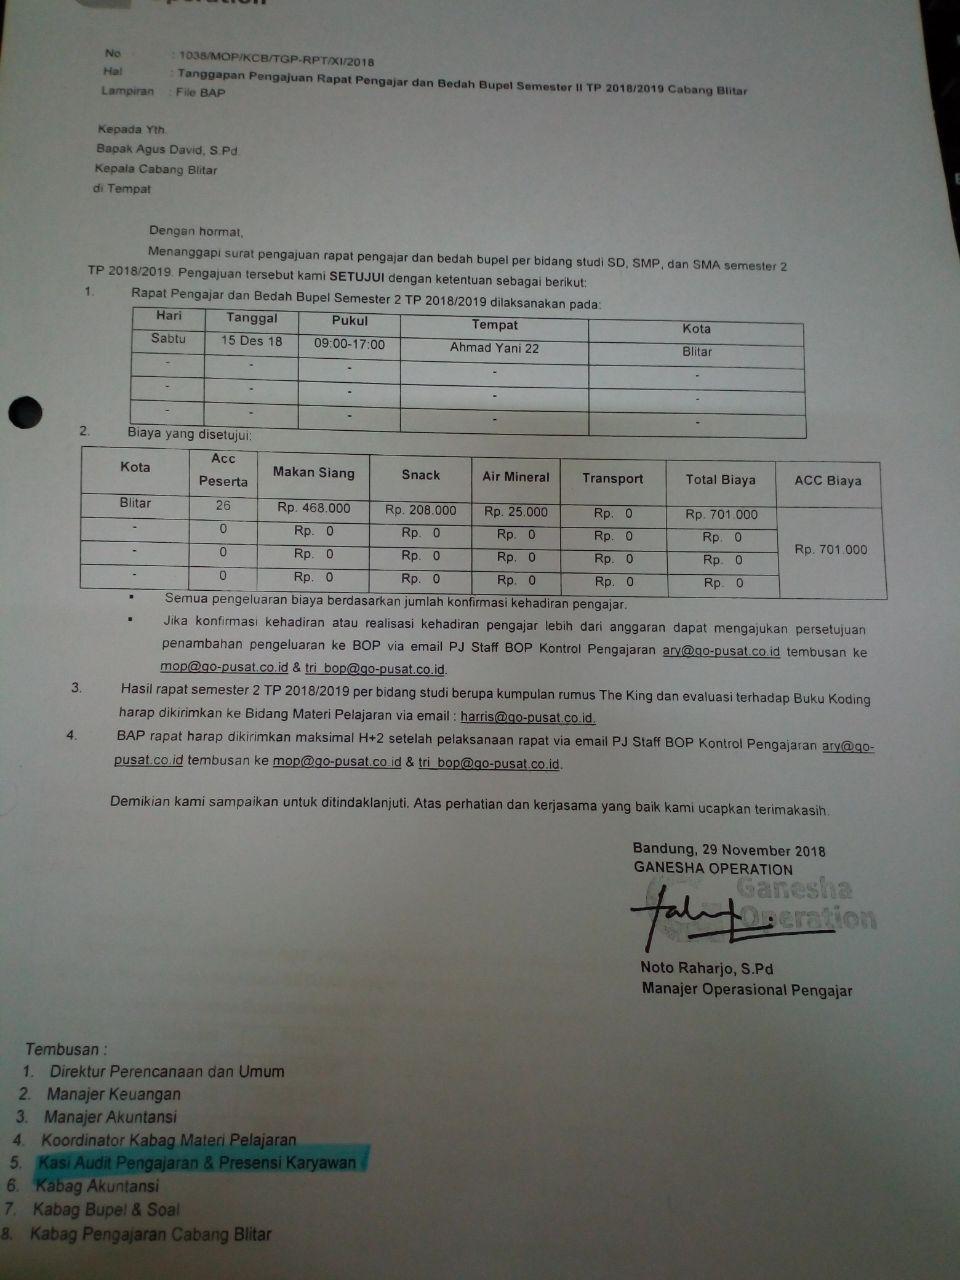 Operation
No : 1038/MOP/KCB/TGP-RPT/XI/2018
Hal : Tanggapan Pengajuan Rapat Pengajar dan Bedah Bupel Semester II TP 2018/2019 Cabang Blitar
Lampiran : File BAP
Kepada Yth.
Bapak Agus David, S.Pd
Kepala Cabang Blitar
di Tempat
Dengan hormat,
Menanggapi surat pengajuan rapat pengajar dan bedah bupel per bidang studi SD, SMP, dan SMA semester 2
TP 2018/2019. Pengajuan tersebut kami SETUJUI dengan ketentuan sebagai berikut:
1. Rapat Pengajar dan Bedah Bupel Semester 2 TP 2018/2019 dilaksanakan pada:
Hari Tanggal Pukul Tempat Kota
Sabtu 15 Des 18 09:00-17:00 Ahmad Yani 22 Blitar
- - - - -
- - - - -
- - - - -
2. Biaya yang disetujui:
Kota Acc Peserta Makan Siang Snack Air Mineral Transport Total Biaya ACC Biaya
Blitar 26 Rp. 468.000 Rp. 208.000 Rp. 25.000 Rp. 0 Rp. 701.000 Rp. 701.000
- 0 Rp. 0 Rp. 0 Rp. 0 Rp. 0 Rp. 0
- 0 Rp. 0 Rp. 0 Rp. 0 Rp. 0 Rp. 0
- 0 Rp. 0 Rp. 0 Rp. 0 Rp. 0 Rp. 0
▪ Semua pengeluaran biaya berdasarkan jumlah konfirmasi kehadiran pengajar.
▪ Jika konfirmasi kehadiran atau realisasi kehadiran pengajar lebih dari anggaran dapat mengajukan persetujuan
penambahan pengeluaran ke BOP via email PJ Staff BOP Kontrol Pengajaran ary@go-pusat.co.id tembusan ke
mop@go-pusat.co.id & tri_bop@go-pusat.co.id.
3. Hasil rapat semester 2 TP 2018/2019 per bidang studi berupa kumpulan rumus The King dan evaluasi terhadap Buku Koding
harap dikirimkan ke Bidang Materi Pelajaran via email : harris@go-pusat.co.id.
4. BAP rapat harap dikirimkan maksimal H+2 setelah pelaksanaan rapat via email PJ Staff BOP Kontrol Pengajaran ary@go-
pusat.co.id tembusan ke mop@go-pusat.co.id & tri_bop@go-pusat.co.id.
Demikian kami sampaikan untuk ditindaklanjuti. Atas perhatian dan kerjasama yang baik kami ucapkan terimakasih.
Bandung, 29 November 2018
GANESHA OPERATION
Ganesha
Operation
Noto Raharjo, S.Pd
Manajer Operasional Pengajar
Tembusan :
1. Direktur Perencanaan dan Umum
2. Manajer Keuangan
3. Manajer Akuntansi
4. Koordinator Kabag Materi Pelajaran
5. Kasi Audit Pengajaran & Presensi Karyawan
6. Kabag Akuntansi
7. Kabag Bupel & Soal
8. Kabag Pengajaran Cabang Blitar